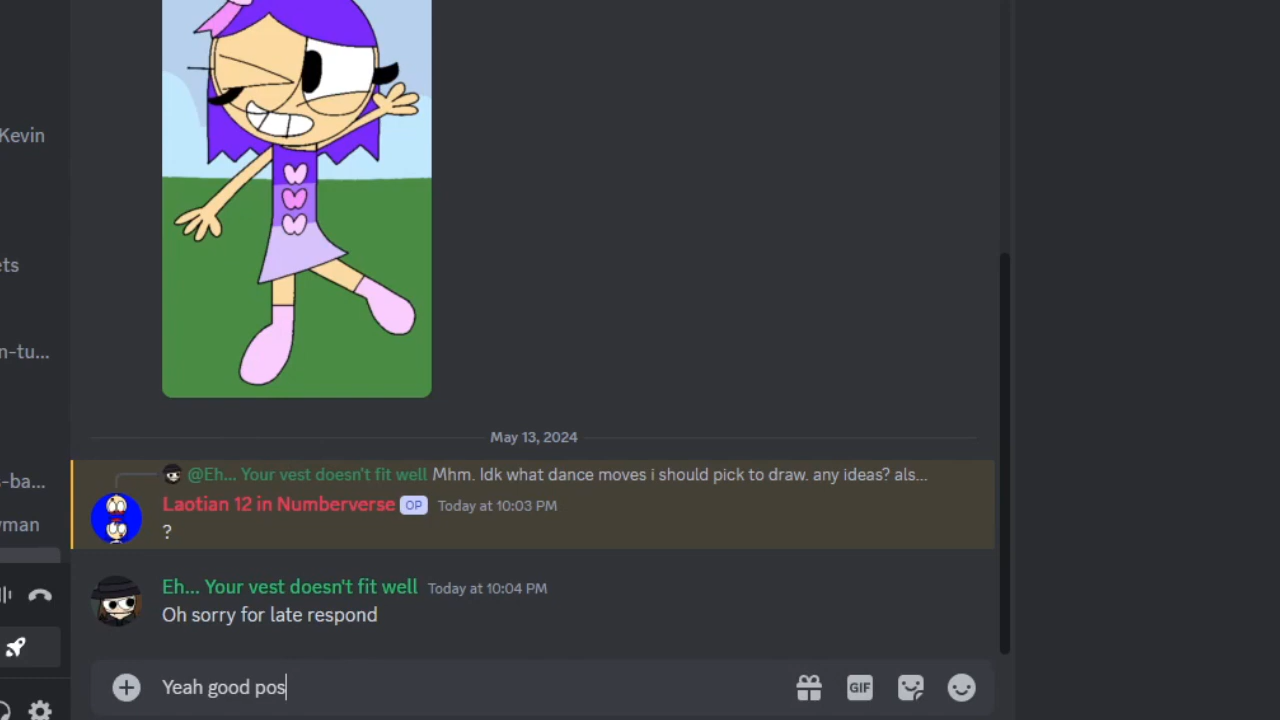 Kevin
ets
n-tu...
May 13, 2024
@Eh... Your vest doesn't fit well Mhm. Idk what dance moves i should pick to draw. any ideas? als...
Laotian 12 in Numberverse OP Today at 10:03 PM
?
s-ba...
wman
Eh... Your vest doesn't fit well Today at 10:04 PM
Oh sorry for late respond
Yeah good pos
GIF